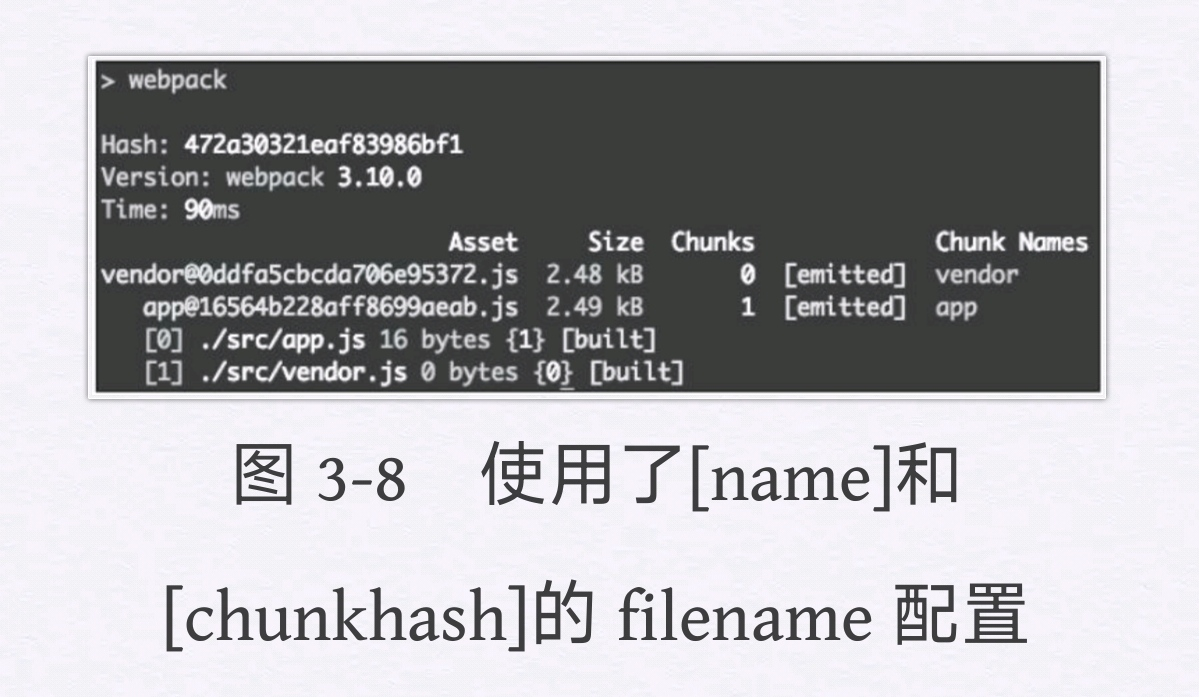 > webpack
Hash: 472a30321eaf83986bf1
Version: webpack 3.10.0
Time: 90ms
Asset Size Chunks Chunk Names
vendor@0ddfa5cbcda706e95372.js 2.48 kB 0 [emitted] vendor
app@16564b228aff8699aeab.js 2.49 kB 1 [emitted] app
[0] ./src/app.js 16 bytes {1} [built]
[1] ./src/vendor.js 0 bytes {0} [built]
图 3-8 使用了[name]和
[chunkhash]的 filename 配置